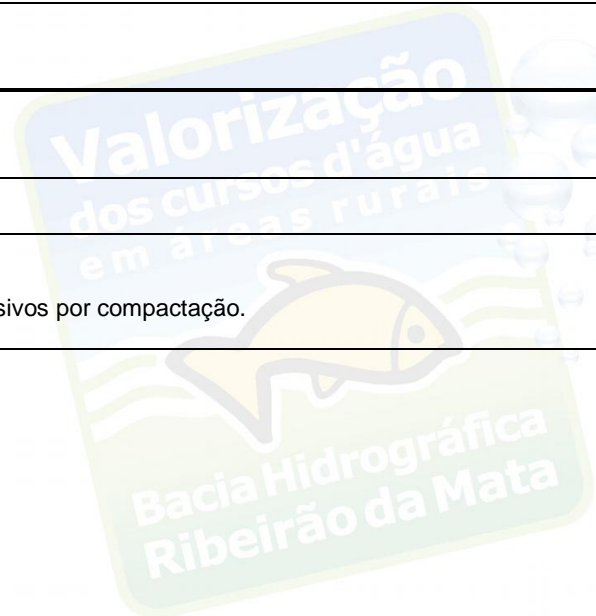 Valorização
dos cursos d'água
em áreas rurais
sivos por compactação.
Bacia Hidrográfica
Ribeirão da Mata